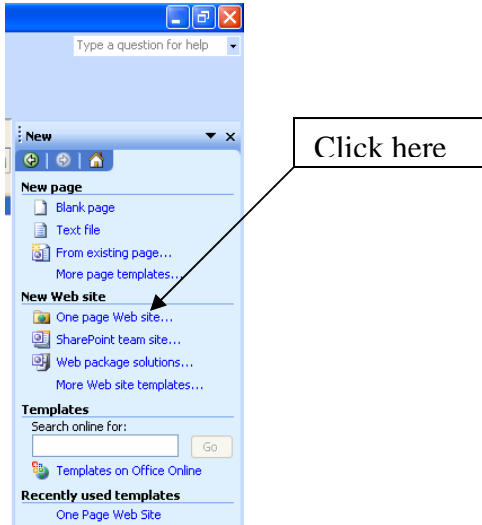 Type a question for help
New
Click here
New page
Blank page
Text file
From existing page...
More page templates...
New Web site
One page Web site...
SharePoint team site...
Web package solutions...
More Web site templates...
Templates
Search online for:
Go
Templates on Office Online
Recently used templates
One Page Web Site